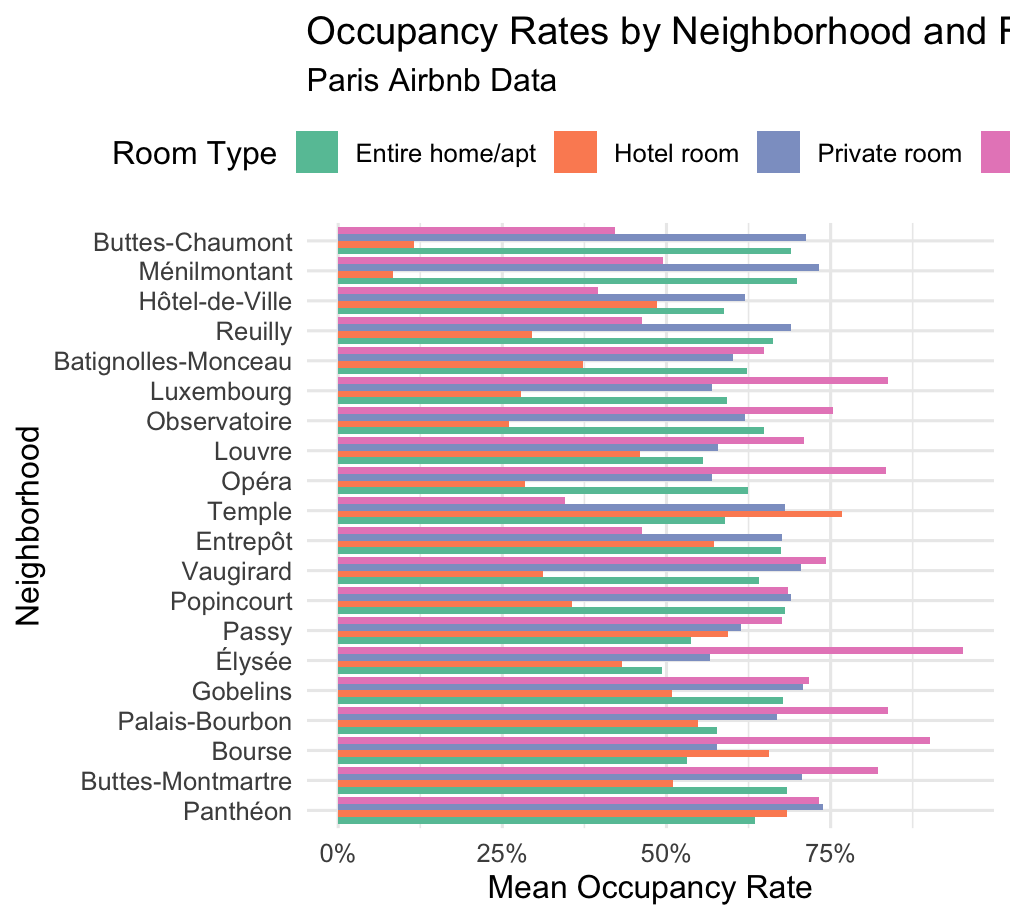 Occupancy Rates by Neighborhood and
Paris Airbnb Data
Room Type Entire home/apt Hotel room Private room
Buttes-Chaumont
Ménilmontant
Hôtel-de-Ville
Reuilly
Batignolles-Monceau
Luxembourg
Observatoire
Louvre
Opéra
Temple
Entrepôt
Vaugirard
Popincourt
Passy
Élysée
Gobelins
Palais-Bourbon
Bourse
Buttes-Montmartre
Panthéon
Neighborhood
0% 25% 50% 75%
Mean Occupancy Rate